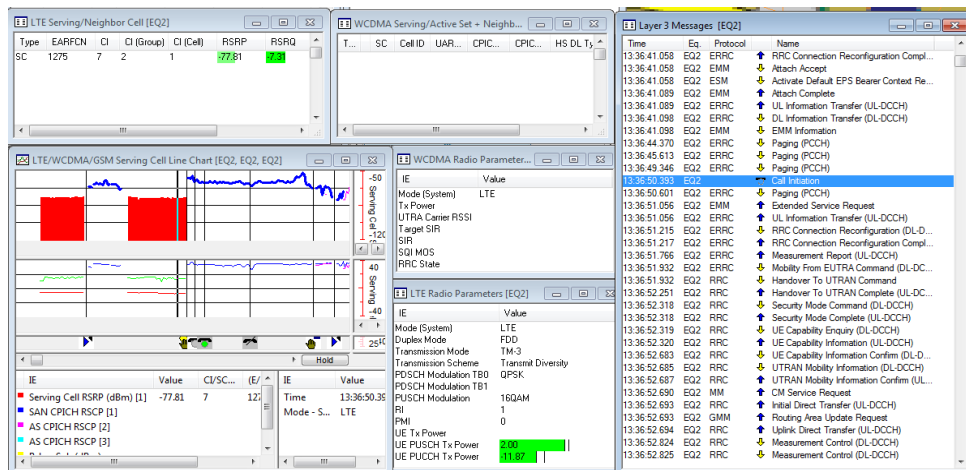 LTE Serving/Neighbor Cell [EQ2]
Type EARFCN CI CI (Group) CI (Cell) RSRP RSRQ
SC 1275 7 2 1 -77.81 -7.31
WCDMA Serving/Active Set + Neighb...
T... SC Cell ID UAR... CPIC... CPIC... HS DL Ty
LTE/WCDMA/GSM Serving Cell Line Chart [EQ2, EQ2, EQ2]
-50
Serving Cel
-120
40
Serving
-40
Hold
IE Value CI/SC... (E/ IE Value
Serving Cell RSRP (dBm) [1] -77.81 7 127 Time 13:36:50.39
SAN CPICH RSCP [1] Mode - S... LTE
AS CPICH RSCP [2]
AS CPICH RSCP [3]
WCDMA Radio Parameter...
IE Value
Mode (System) LTE
Tx Power
UTRA Carrier RSSI
Target SIR
SIR
SQI MOS
RRC State
LTE Radio Parameters [EQ2]
IE Value
Mode (System) LTE
Duplex Mode FDD
Transmission Mode TM-3
Transmission Scheme Transmit Diversity
PDSCH Modulation TB0 QPSK
PDSCH Modulation TB1
PUSCH Modulation 16QAM
RI 1
PMI 0
UE Tx Power
UE PUSCH Tx Power 2.00
UE PUCCH Tx Power -11.87
Layer 3 Messages [EQ2]
Time Eq. Protocol Name
13:36:41.058 EQ2 ERRC RRC Connection Reconfiguration Compl...
13:36:41.058 EQ2 EMM Attach Accept
13:36:41.058 EQ2 ESM Activate Default EPS Bearer Context Re...
13:36:41.089 EQ2 EMM Attach Complete
13:36:41.089 EQ2 ERRC UL Information Transfer (UL-DCCH)
13:36:41.098 EQ2 ERRC DL Information Transfer (DL-DCCH)
13:36:41.098 EQ2 EMM EMM Information
13:36:44.370 EQ2 ERRC Paging (PCCH)
13:36:45.613 EQ2 ERRC Paging (PCCH)
13:36:49.346 EQ2 ERRC Paging (PCCH)
13:36:50.393 EQ2 Call Initiation
13:36:50.601 EQ2 ERRC Paging (PCCH)
13:36:51.056 EQ2 EMM Extended Service Request
13:36:51.056 EQ2 ERRC UL Information Transfer (UL-DCCH)
13:36:51.215 EQ2 ERRC RRC Connection Reconfiguration (DL-D...
13:36:51.217 EQ2 ERRC RRC Connection Reconfiguration Compl...
13:36:51.766 EQ2 ERRC Measurement Report (UL-DCCH)
13:36:51.932 EQ2 ERRC Mobility From EUTRA Command (DL-DC...
13:36:51.932 EQ2 RRC Handover To UTRAN Command
13:36:52.251 EQ2 RRC Handover To UTRAN Complete (UL-DC...
13:36:52.318 EQ2 RRC Security Mode Command (DL-DCCH)
13:36:52.318 EQ2 RRC Security Mode Complete (UL-DCCH)
13:36:52.319 EQ2 RRC UE Capability Enquiry (DL-DCCH)
13:36:52.320 EQ2 RRC UE Capability Information (UL-DCCH)
13:36:52.683 EQ2 RRC UE Capability Information Confirm (DL-D...
13:36:52.685 EQ2 RRC UTRAN Mobility Information (DL-DCCH)
13:36:52.687 EQ2 RRC UTRAN Mobility Information Confirm (UL...
13:36:52.690 EQ2 MM CM Service Request
13:36:52.693 EQ2 RRC Initial Direct Transfer (UL-DCCH)
13:36:52.693 EQ2 GMM Routing Area Update Request
13:36:52.694 EQ2 RRC Uplink Direct Transfer (UL-DCCH)
13:36:52.824 EQ2 RRC Measurement Control (DL-DCCH)
13:36:52.825 EQ2 RRC Measurement Control (DL-DCCH)